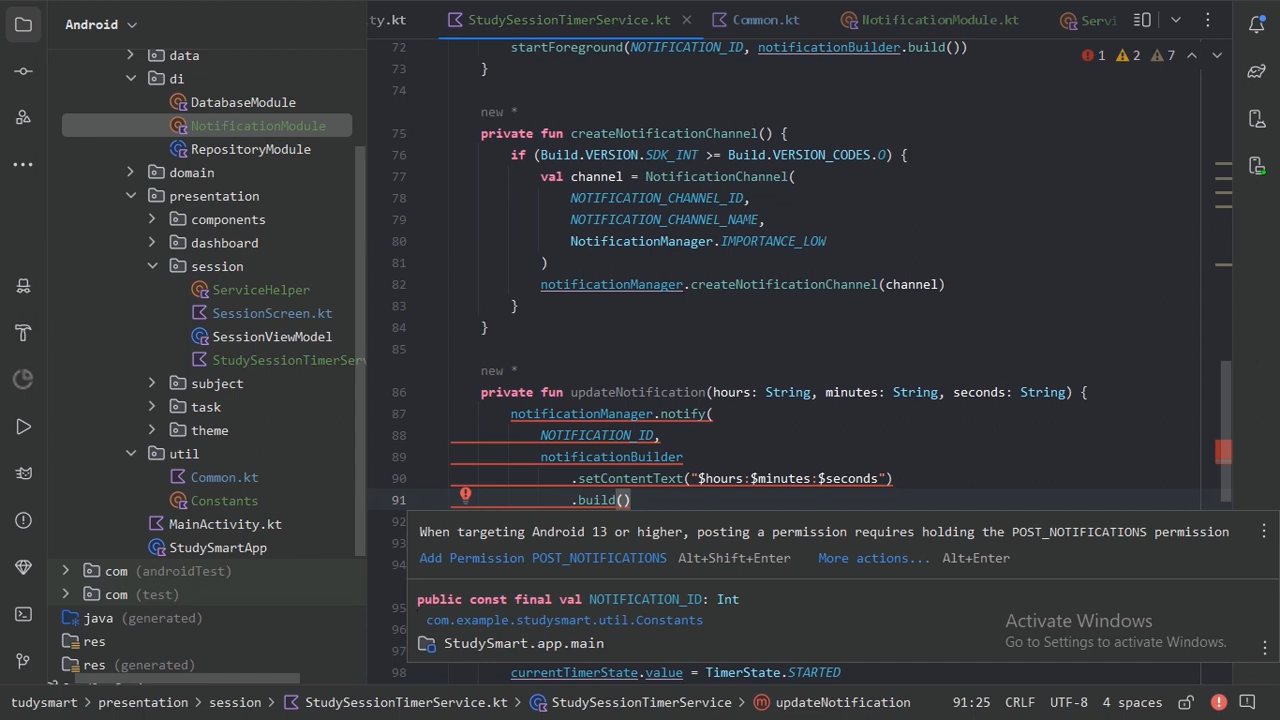 Android
ty.kt
StudySessionTimerService.kt
Common.kt
NotificationModule.kt
Servi
data
di
DatabaseModule
NotificationModule
RepositoryModule
domain
presentation
components
dashboard
session
ServiceHelper
SessionScreen.kt
SessionViewModel
StudySessionTimerServ
subject
task
theme
util
Common.kt
Constants
MainActivity.kt
StudySmartApp
com (androidTest)
com (test)
java (generated)
res
res (generated)
1 2 7
72 startForeground(NOTIFICATION_ID, notificationBuilder.build())
73 }
74
new *
75 private fun createNotificationChannel() {
76 if (Build.VERSION.SDK_INT >= Build.VERSION_CODES.O) {
77 val channel = NotificationChannel(
78 NOTIFICATION_CHANNEL_ID,
79 NOTIFICATION_CHANNEL_NAME,
80 NotificationManager.IMPORTANCE_LOW
81 )
82 notificationManager.createNotificationChannel(channel)
83 }
84 }
85
new *
86 private fun updateNotification(hours: String, minutes: String, seconds: String) {
87 notificationManager.notify(
88 NOTIFICATION_ID,
89 notificationBuilder
90 .setContentText("$hours:$minutes:$seconds")
91 .build()
92
93
94
95
96
97
98 currentTimerState.value = TimerState.STARTED
When targeting Android 13 or higher, posting a permission requires holding the POST_NOTIFICATIONS permission
Add Permission POST_NOTIFICATIONS Alt+Shift+Enter More actions... Alt+Enter
public const final val NOTIFICATION_ID: Int
com.example.studysmart.util.Constants
StudySmart.app.main
Activate Windows
Go to Settings to activate Windows.
tudysmart > presentation > session > StudySessionTimerService.kt > StudySessionTimerService > updateNotification
91:25 CRLF UTF-8 4 spaces